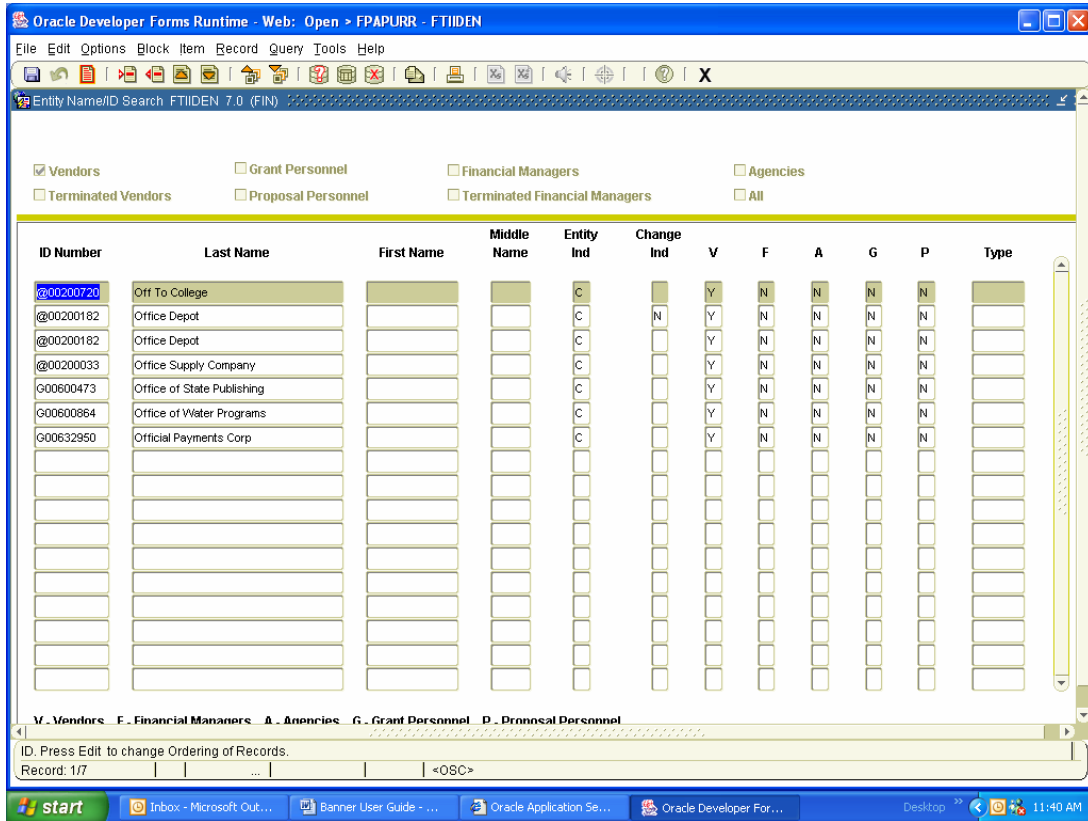 Oracle Developer Forms Runtime - Web: Open > FPAPURR - FTIIDEN
File Edit Options Block Item Record Query Tools Help
X
Entity Name/ID Search FTIIDEN 7.0 (FIN)
Vendors Grant Personnel Financial Managers Agencies
Terminated Vendors Proposal Personnel Terminated Financial Managers All
Middle Entity Change
ID Number Last Name First Name Name Ind Ind V F A G P Type
@00200720 Off To College C Y N N N N
@00200182 Office Depot C N Y N N N N
@00200182 Office Depot C Y N N N N
@00200033 Office Supply Company C Y N N N N
G00600473 Office of State Publishing C Y N N N N
G00600864 Office of Water Programs C Y N N N N
G00632950 Official Payments Corp C Y N N N N
V - Vendors F - Financial Managers A - Agencies G - Grant Personnel P - Proposal Personnel
ID. Press Edit to change Ordering of Records.
Record: 1/7 ... <OSC>
start Inbox - Microsoft Out... Banner User Guide - ... Oracle Application Se... Oracle Developer For... Desktop » 11:40 AM